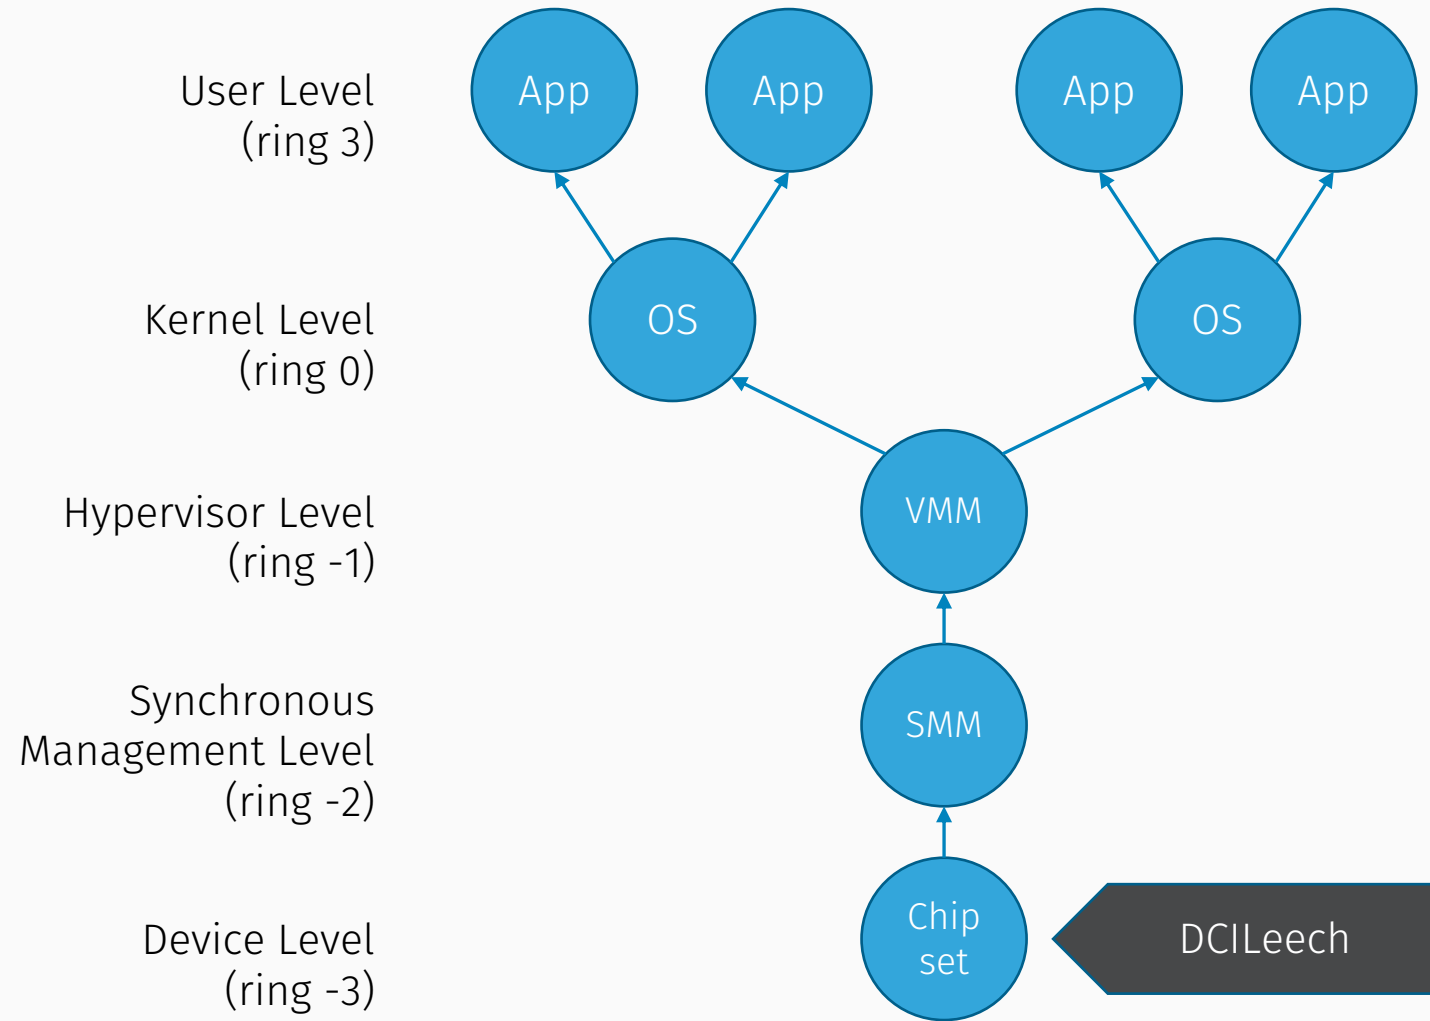 User Level
(ring 3)
App
App
App
App
Kernel Level
(ring 0)
OS
OS
Hypervisor Level
(ring -1)
VMM
Synchronous
Management Level
(ring -2)
SMM
Device Level
(ring -3)
Chip
set
DCILeech